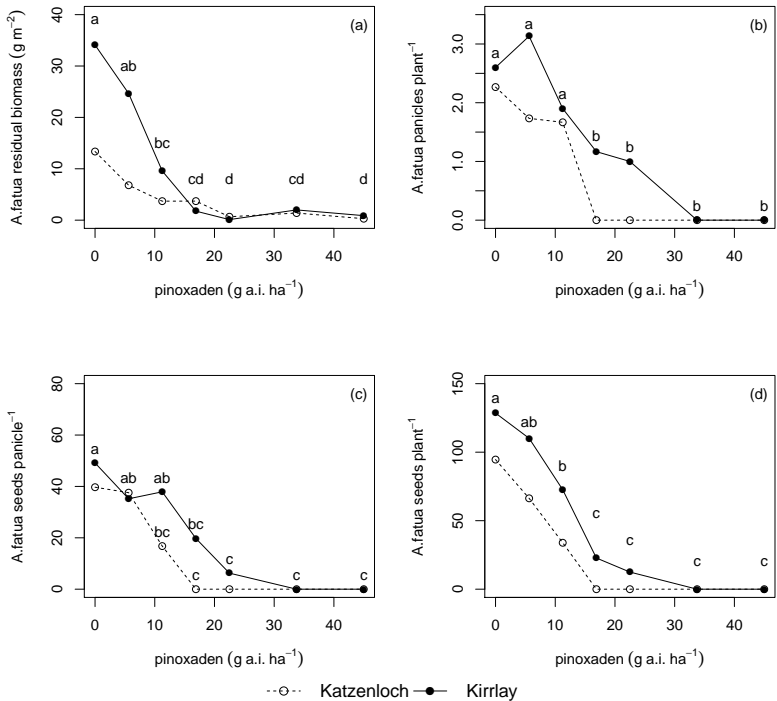 (a)
A.fatua residual biomass (g m−2)
40
30
20
10
0
a
ab
bc
cd
d
cd
d
0 10 20 30 40
pinoxaden (g a.i. ha−1)
(b)
A.fatua panicles plant−1
3.0
1.0
0.0
a
a
a
b
b
b
b
0 10 20 30 40
pinoxaden (g a.i. ha−1)
(c)
A.fatua seeds panicle−1
80
60
40
20
0
a
ab
ab
bc
bc
c
c
c
c
0 10 20 30 40
pinoxaden (g a.i. ha−1)
(d)
A.fatua seeds plant−1
150
100
50
0
a
ab
b
c
c
c
c
0 10 20 30 40
pinoxaden (g a.i. ha−1)
Katzenloch Kirrlay